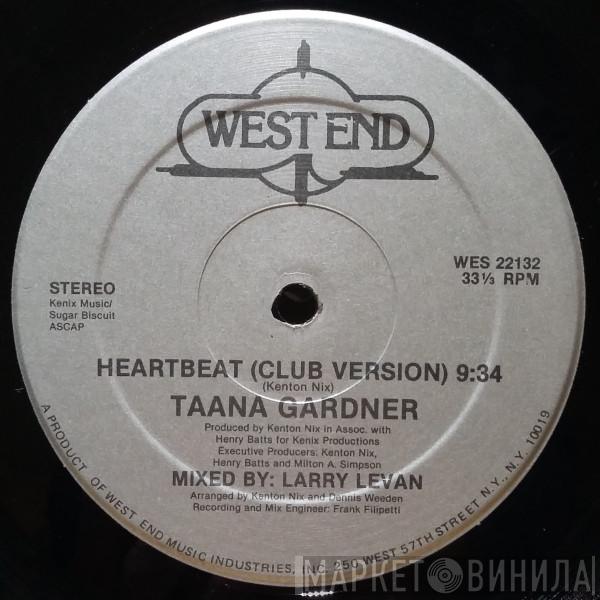 WEST END
WES 22132
33⅓ RPM
STEREO
Kenix Music/
Sugar Biscuit
ASCAP
HEARTBEAT (CLUB VERSION) 9:34
(Kenton Nix)
TAANA GARDNER
Produced by Kenton Nix in Assoc. with
Henry Batts for Kenix Productions
Executive Producers: Kenton Nix,
Henry Batts and Milton A. Simpson
MIXED BY: LARRY LEVAN
Arranged by Kenton Nix and Dennis Weeden
Recording and Mix Engineer: Frank Filipetti
A PRODUCT OF WEST END MUSIC INDUSTRIES, INC. 250 WEST 57TH STREET N.Y., N.Y. 10019
МАРКЕТ ВИНИЛА